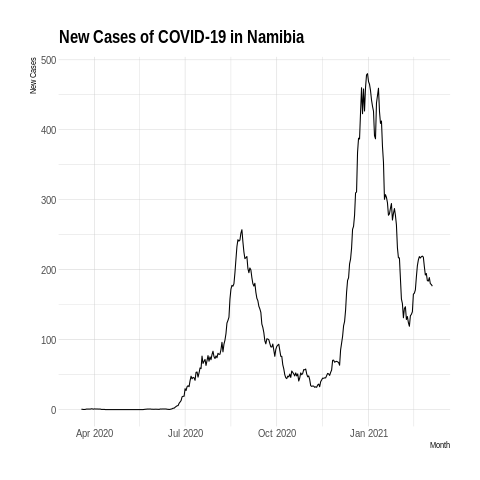 New Cases of COVID-19 in Namibia
New Cases
500
400
300
200
100
0
Apr 2020
Jul 2020
Oct 2020
Jan 2021
Month